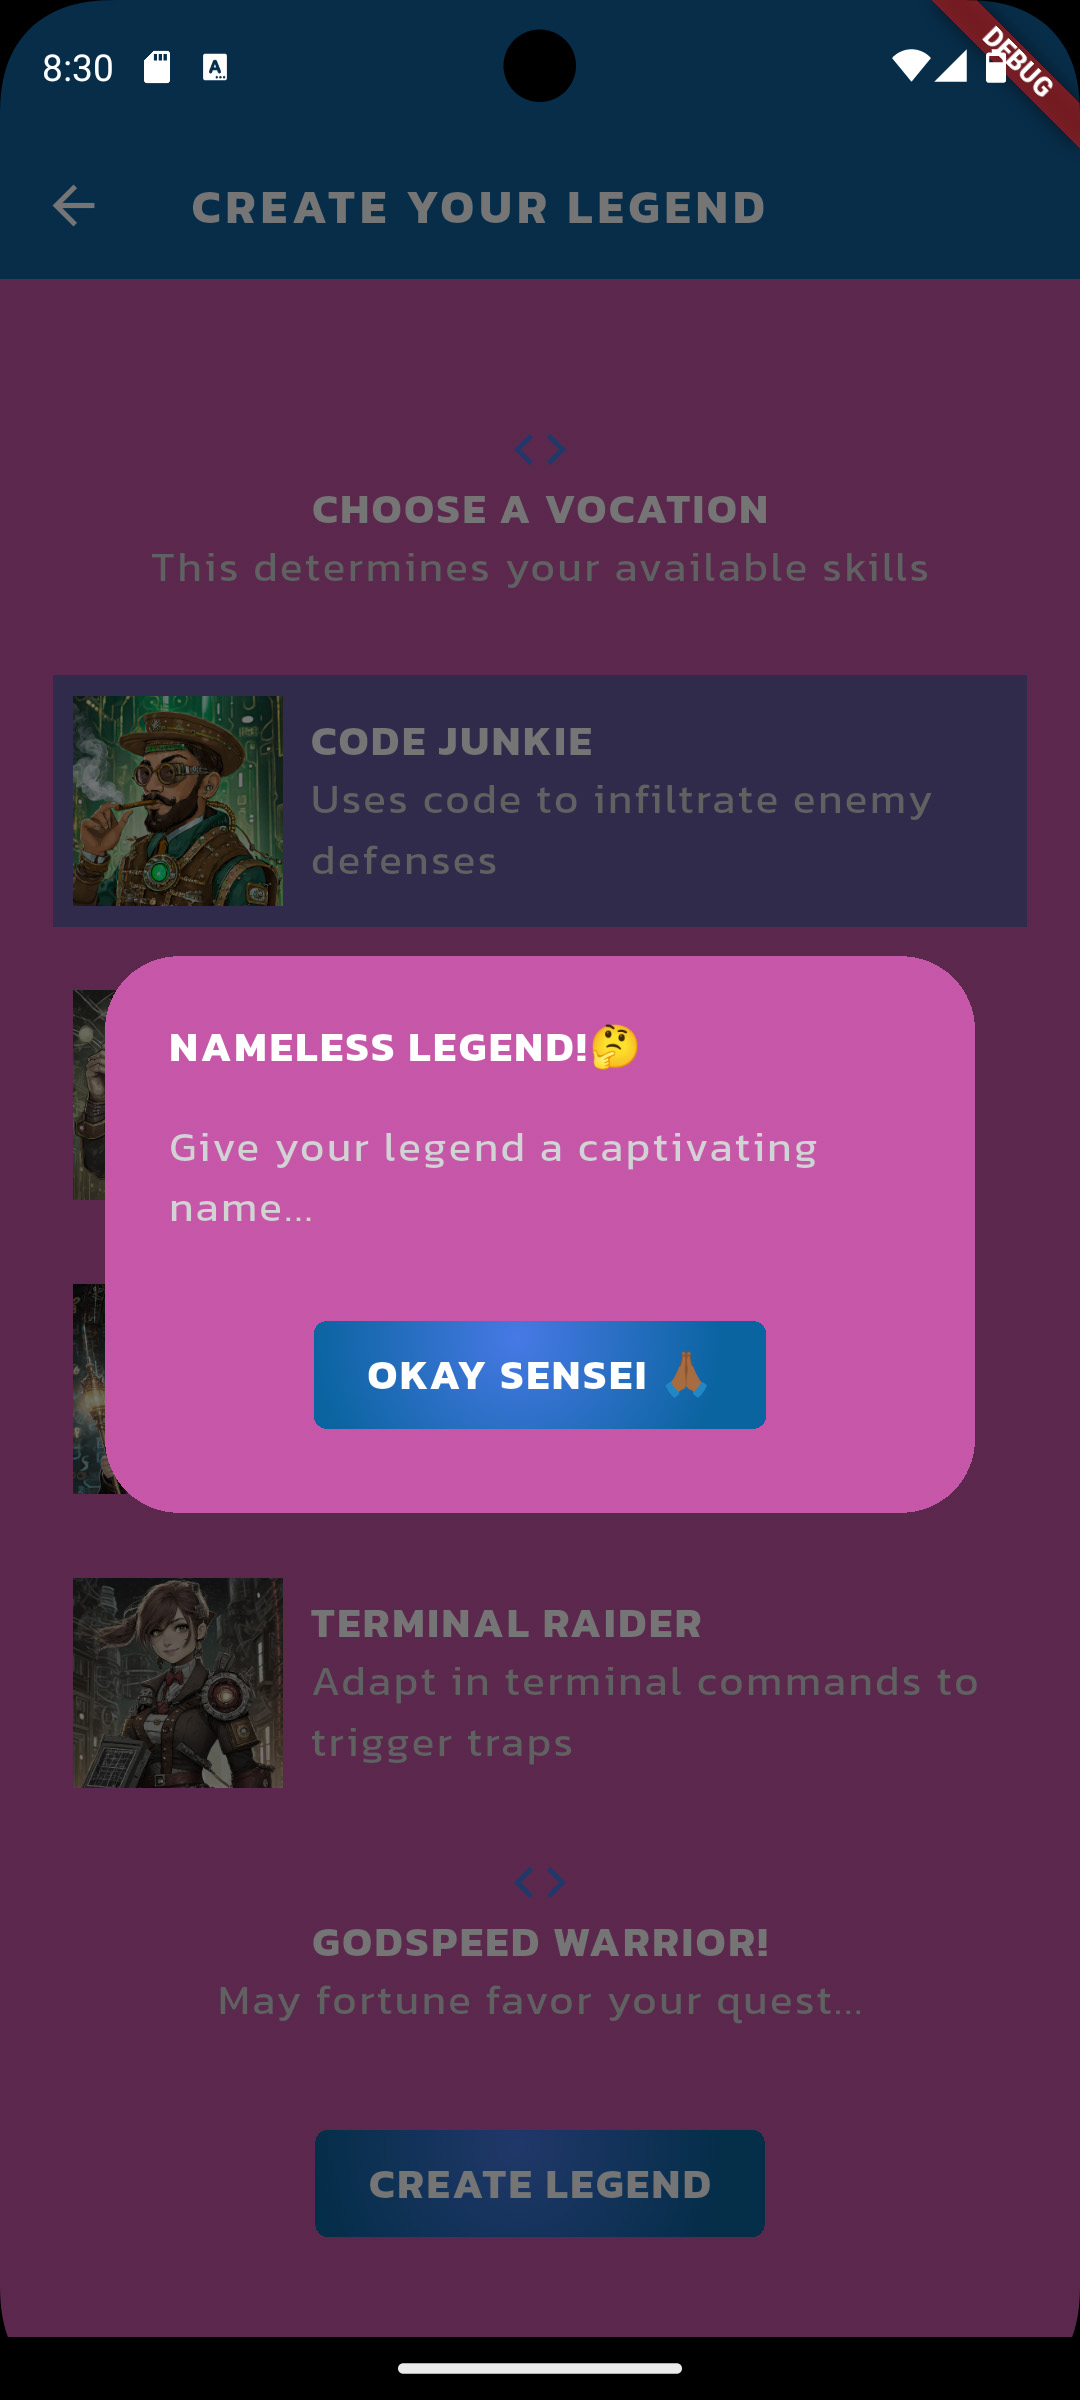 8:30
DEBUG
CREATE YOUR LEGEND
CHOOSE A VOCATION
This determines your available skills
CODE JUNKIE
Uses code to infiltrate enemy
defenses
NAMELESS LEGEND!🤔
Give your legend a captivating
name...
OKAY SENSEI 🙏🏾
TERMINAL RAIDER
Adapt in terminal commands to
trigger traps
GODSPEED WARRIOR!
May fortune favor your quest...
CREATE LEGEND